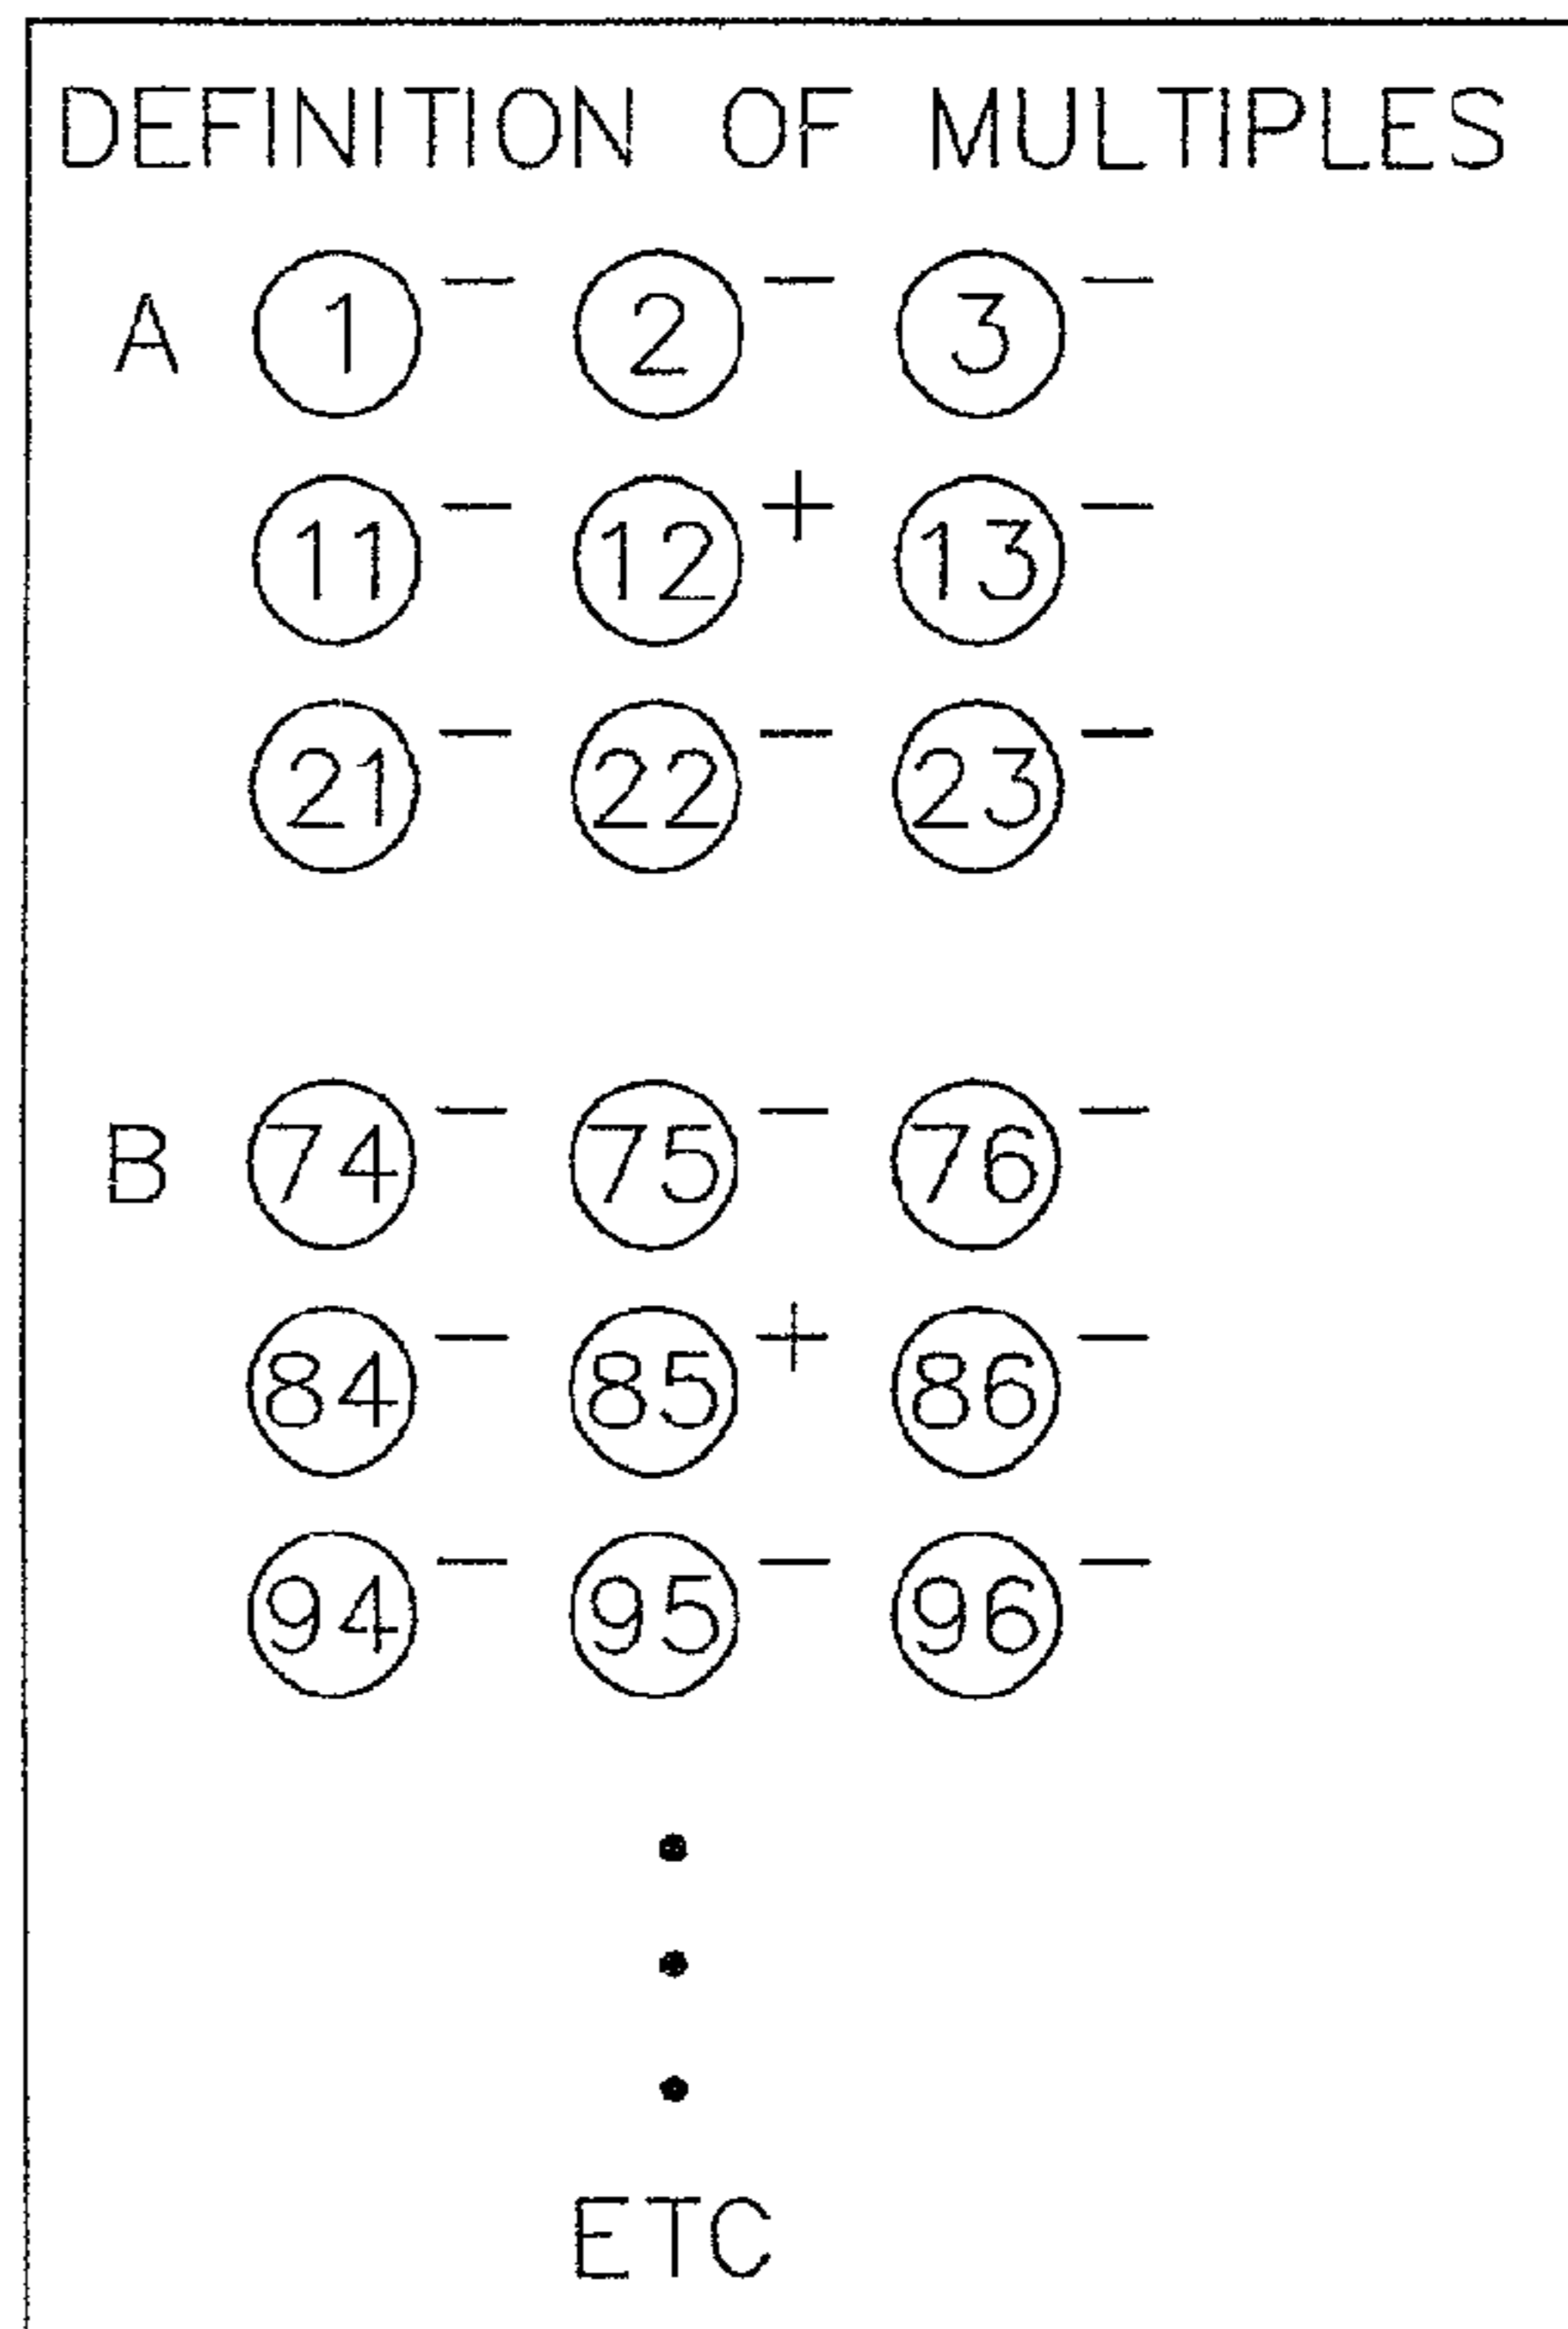 DEFINITION OF MULTIPLES
A 1 - 2 - 3 -
11 - 12 + 13 -
21 - 22 - 23 -
B 74 - 75 - 76 -
84 - 85 + 86 -
94 - 95 - 96 -
ETC